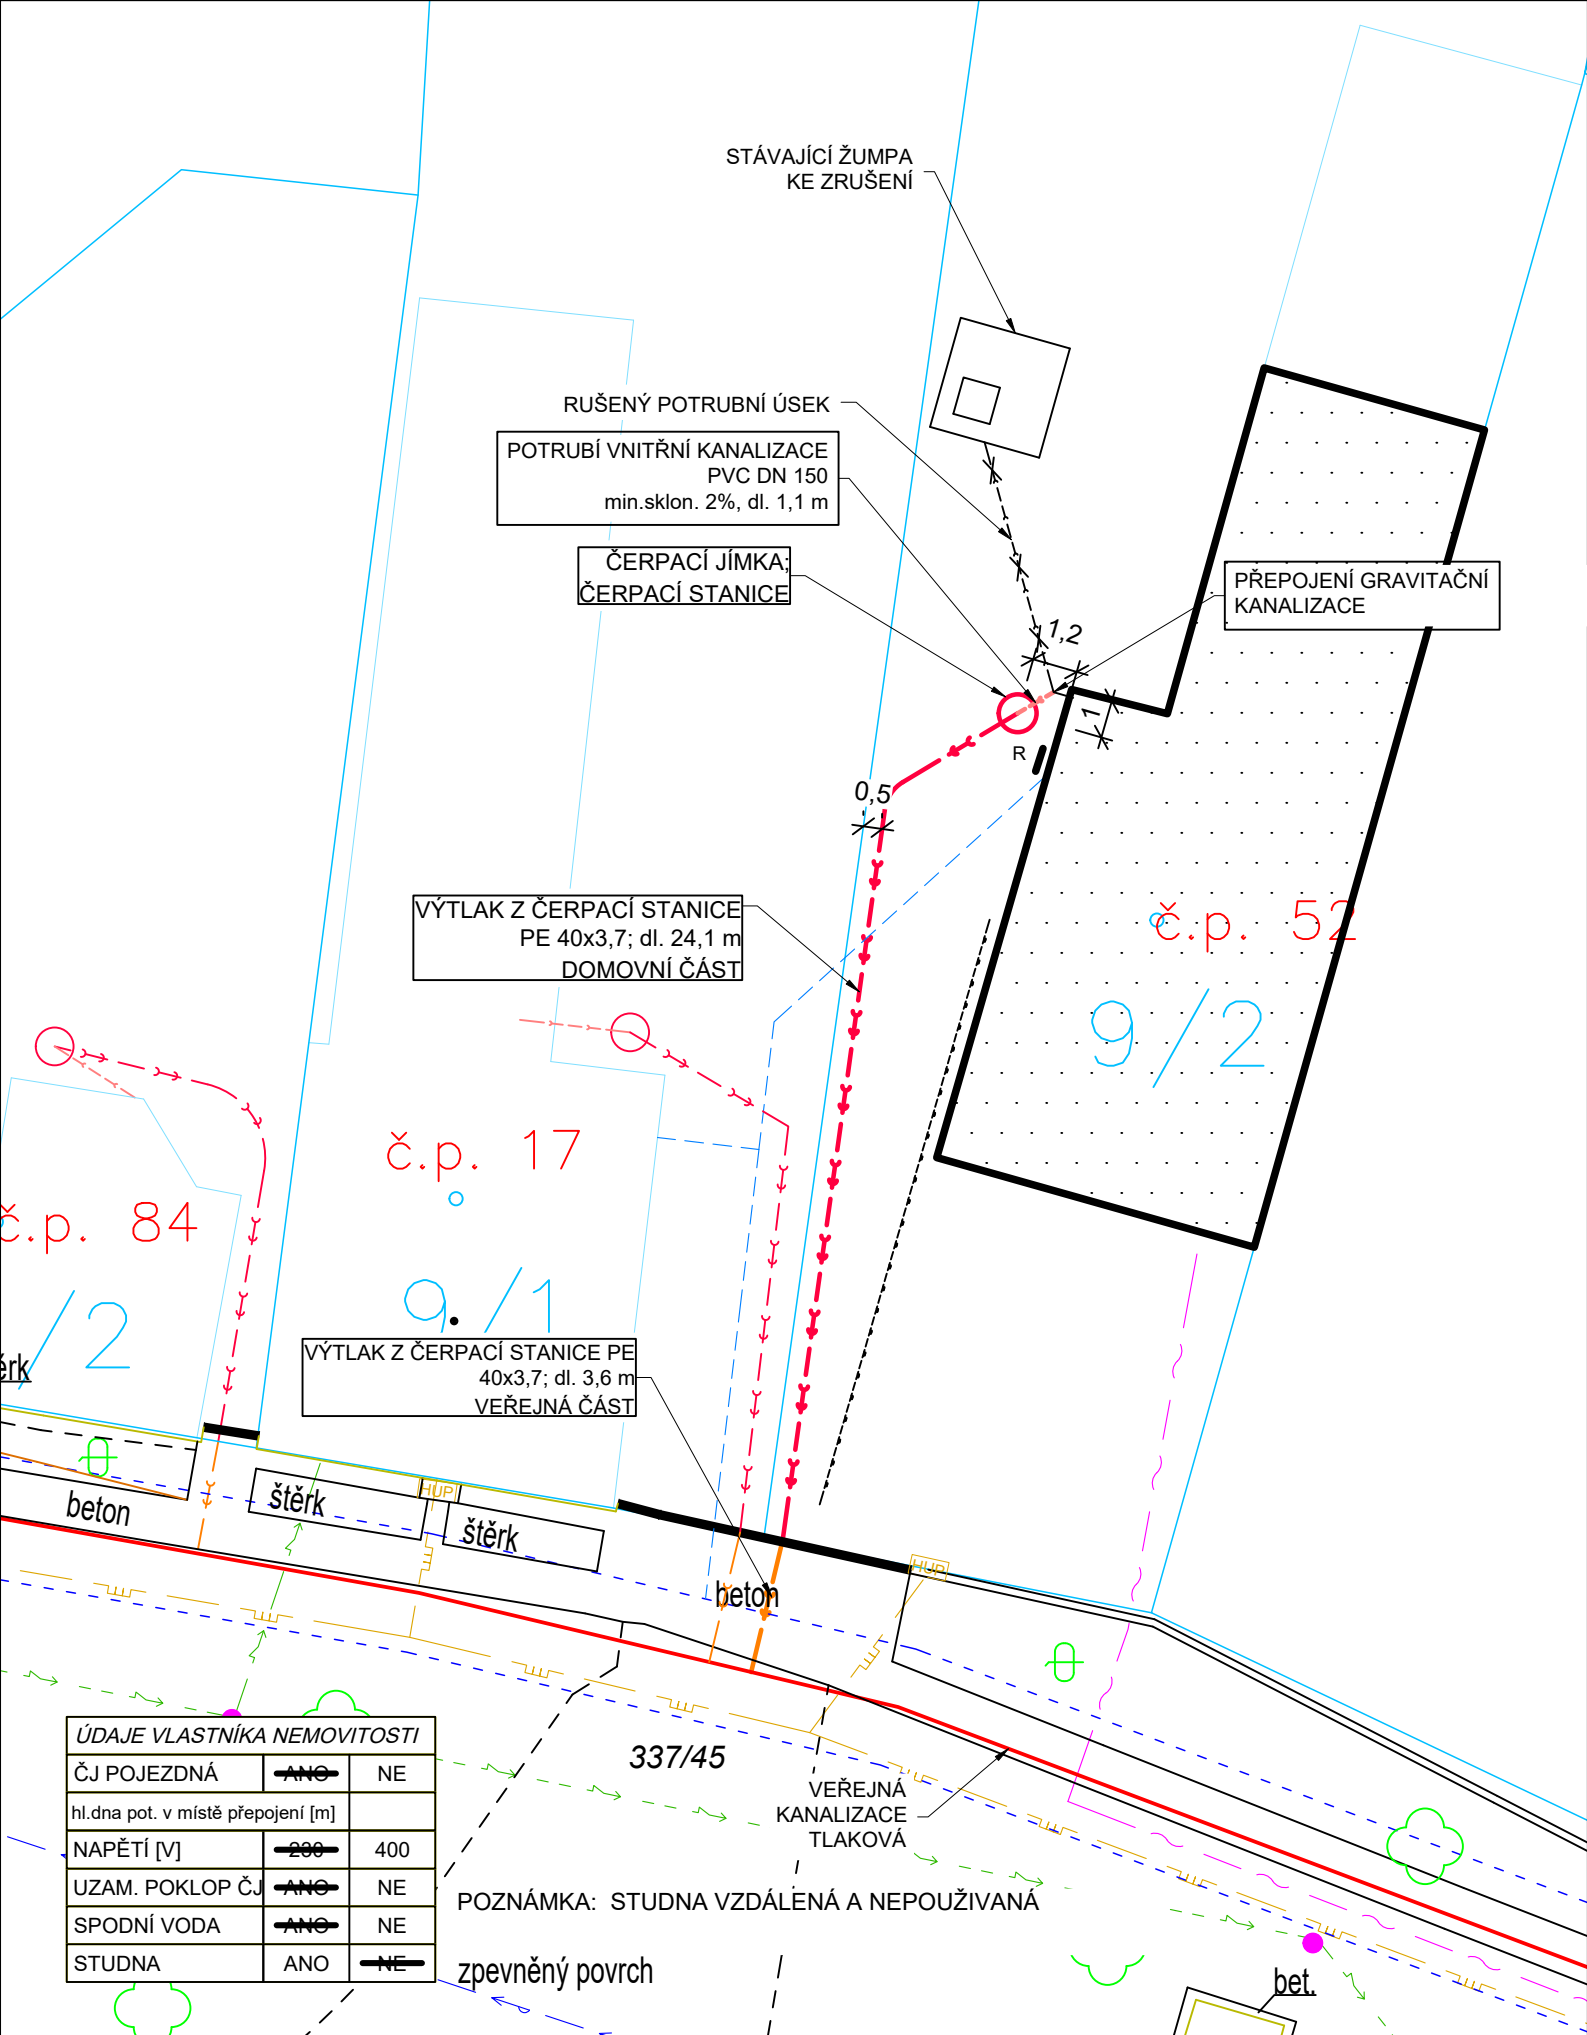 STÁVAJÍCÍ ŽUMPA
KE ZRUŠENÍ
RUŠENÝ POTRUBNÍ ÚSEK
POTRUBÍ VNITŘNÍ KANALIZACE
PVC DN 150
min.sklon. 2%, dl. 1,1 m
ČERPACÍ JÍMKA;
ČERPACÍ STANICE
PŘEPOJENÍ GRAVITAČNÍ
KANALIZACE
1,2
1
R
0,5
VÝTLAK Z ČERPACÍ STANICE
PE 40x3,7; dl. 24,1 m
DOMOVNÍ ČÁST
č.p. 52
9/2
č.p. 17
č.p. 84
9/1
/2
VÝTLAK Z ČERPACÍ STANICE PE
40x3,7; dl. 3,6 m
VEŘEJNÁ ČÁST
ěrk
HUP
štěrk
beton
štěrk
HUP
beton
337/45
VEŘEJNÁ
KANALIZACE
TLAKOVÁ
ÚDAJE VLASTNÍKA NEMOVITOSTI
ČJ POJEZDNÁ ANO NE
hl.dna pot. v místě přepojení [m]
NAPĚTÍ [V] 230 400
UZAM. POKLOP ČJ ANO NE
SPODNÍ VODA ANO NE
STUDNA ANO NE
POZNÁMKA: STUDNA VZDÁLENÁ A NEPOUŽIVANÁ
zpevněný povrch
bet.